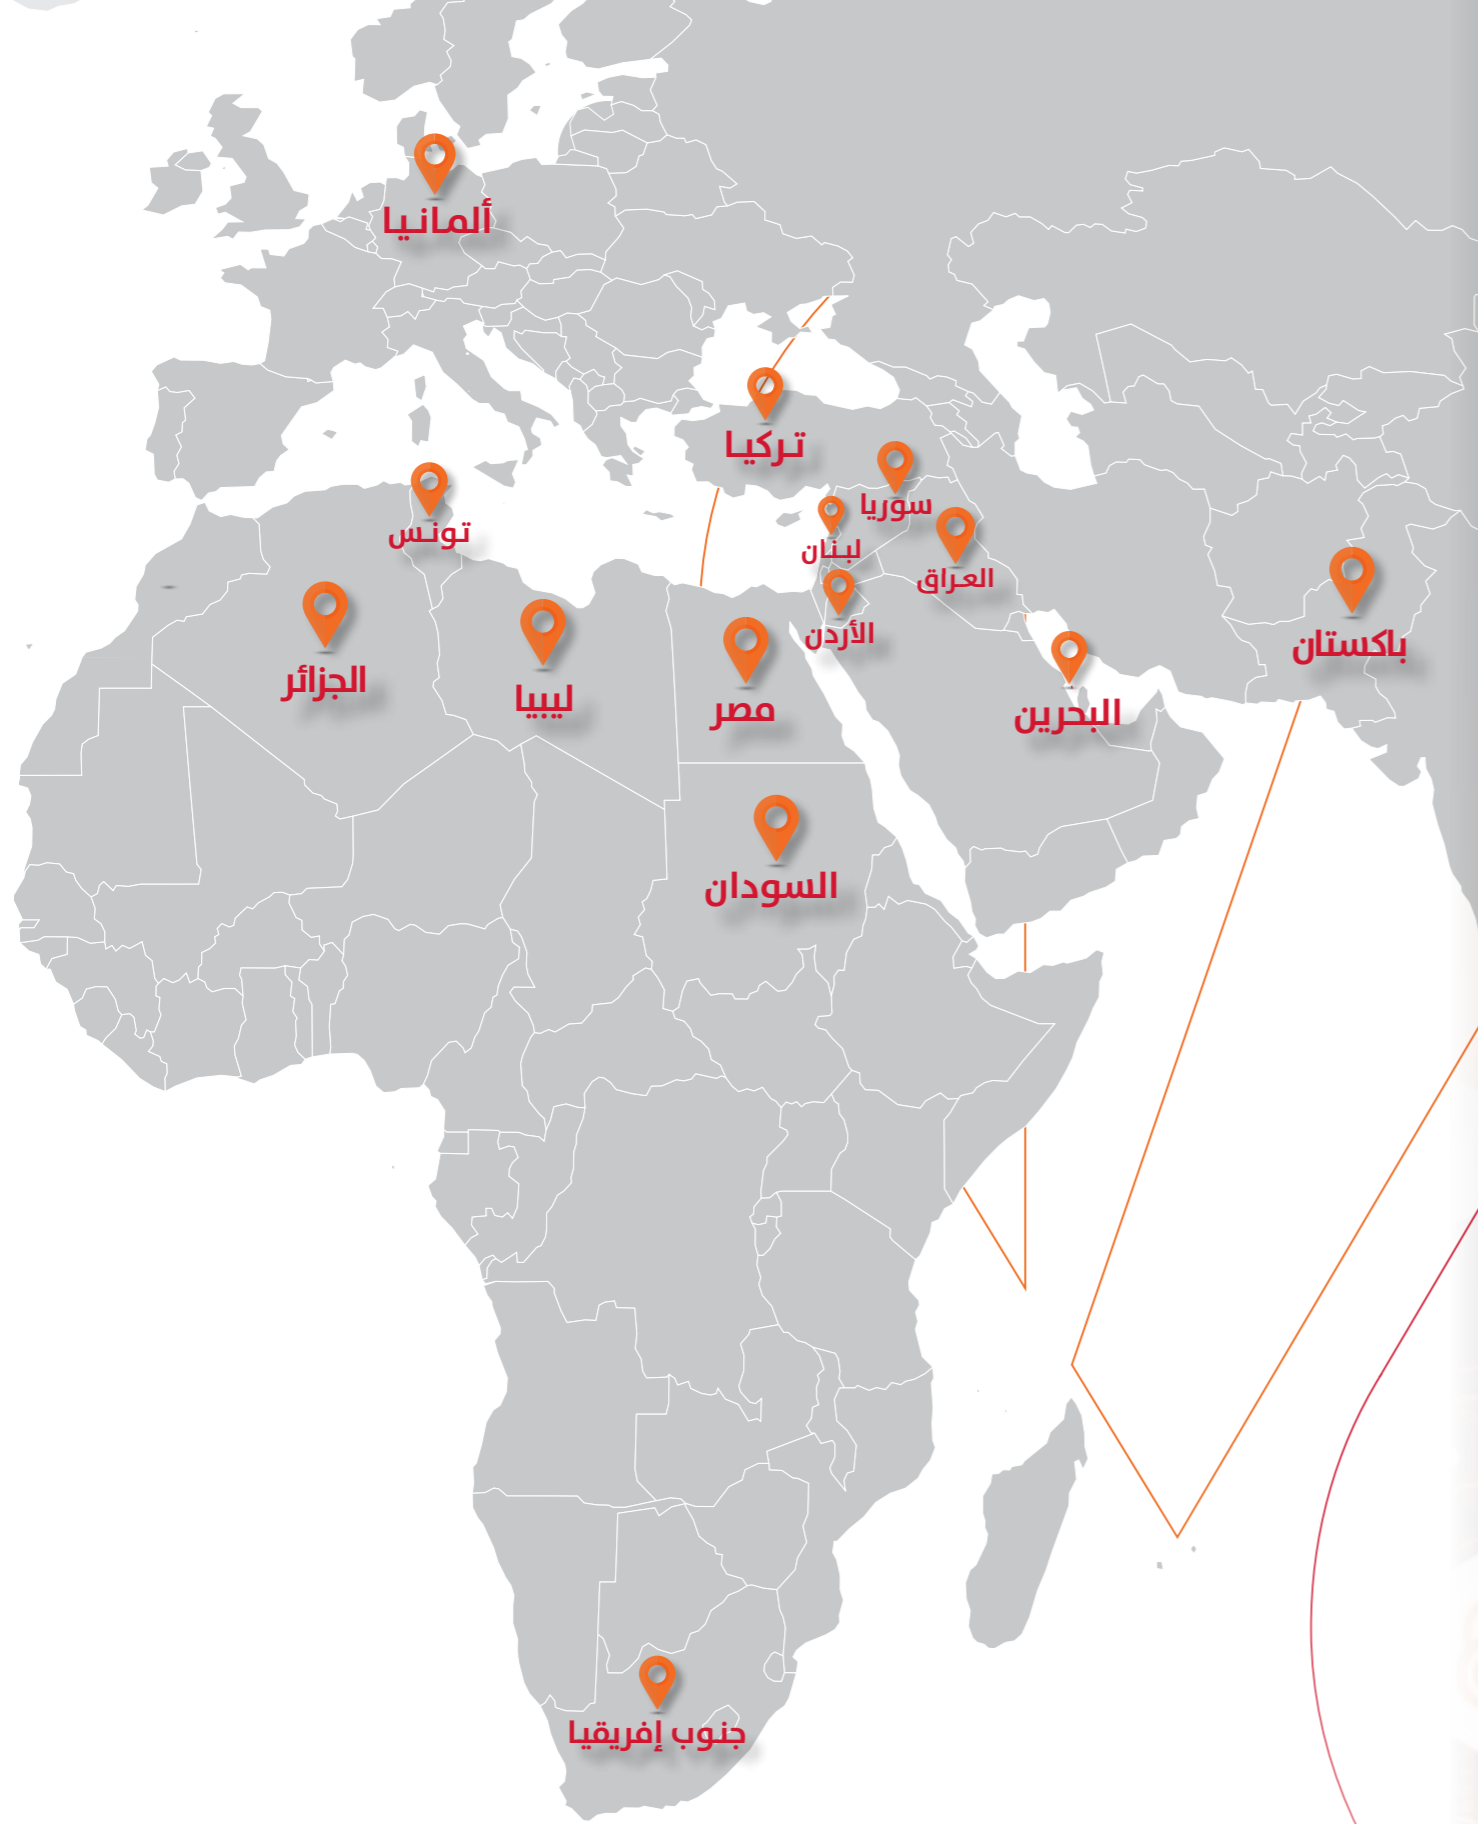 ألمانيا
تركيا
سوريا
تونس
لبنان
العراق
الأردن
باكستان
الجزائر
ليبيا
مصر
البحرين
السودان
جنوب إفريقيا